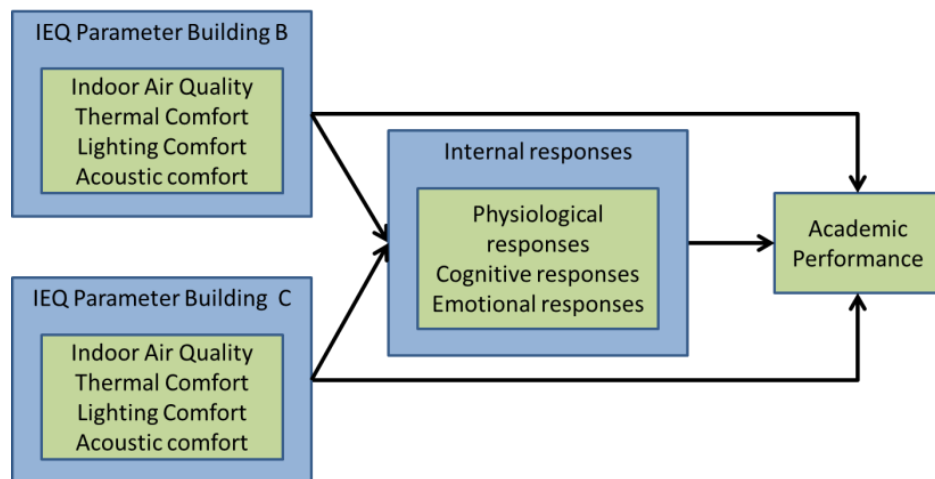 IEQ Parameter Building B
Indoor Air Quality
Thermal Comfort
Lighting Comfort
Acoustic comfort
Internal responses
Physiological
responses
Cognitive responses
Emotional responses
Academic
Performance
IEQ Parameter Building C
Indoor Air Quality
Thermal Comfort
Lighting Comfort
Acoustic comfort